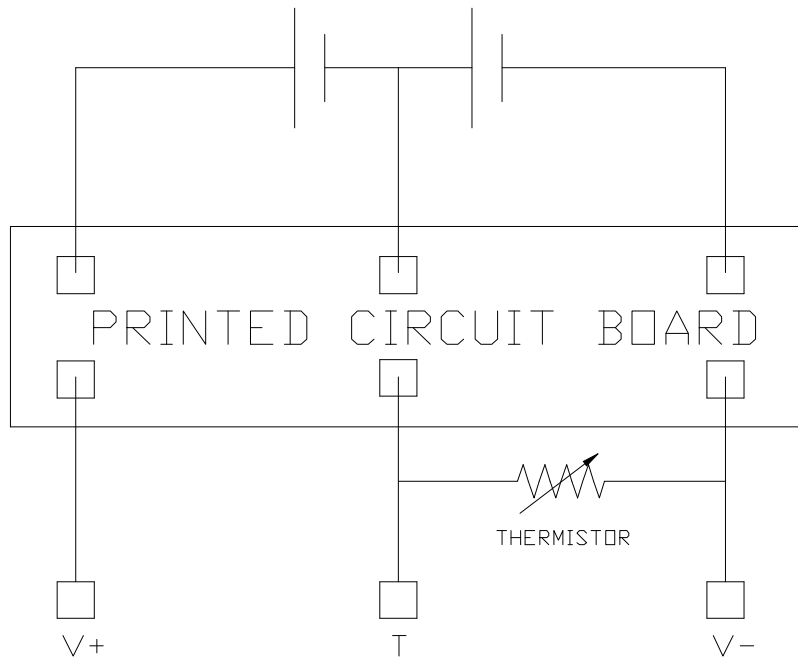 PRINTED CIRCUIT BOARD
THERMISTOR
V+ T V-